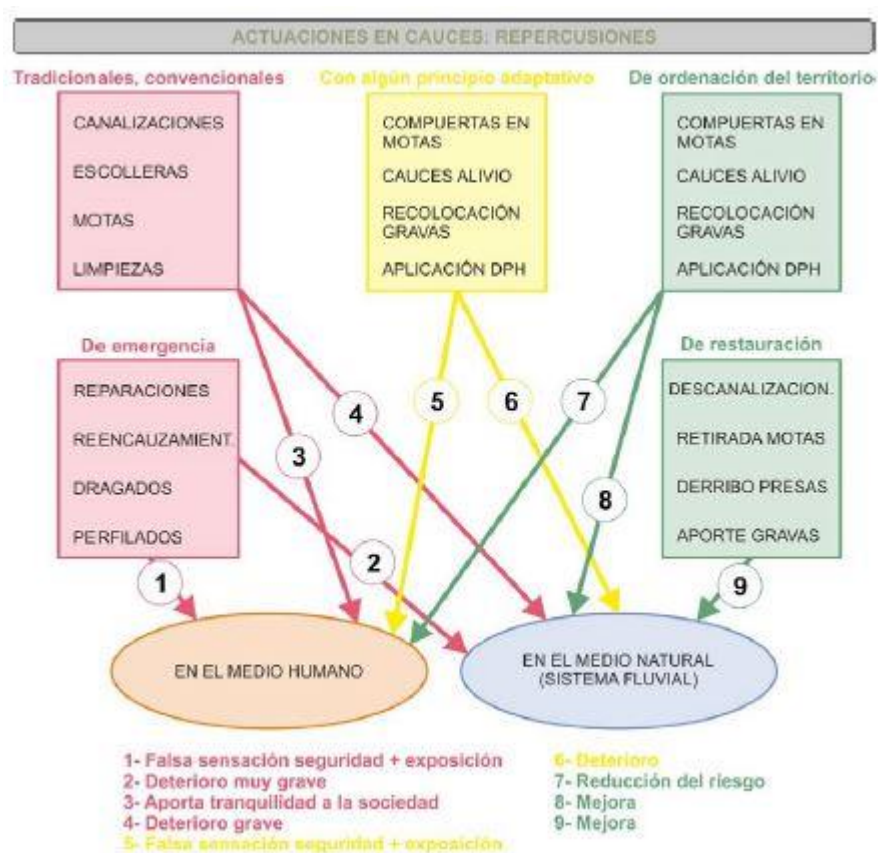 ACTUACIONES EN CAUCES: REPERCUSIONES
Tradicionales, convencionales
CANALIZACIONES
ESCOLLERAS
MOTAS
LIMPIEZAS
Con algún principio adaptativo
COMPUERTAS EN
MOTAS
CAUCES ALIVIO
RECOLOCACIÓN
GRAVAS
APLICACIÓN DPH
De ordenación del territorio
COMPUERTAS EN
MOTAS
CAUCES ALIVIO
RECOLOCACIÓN
GRAVAS
APLICACIÓN DPH
De emergencia
REPARACIONES
REENCAUZAMIENT.
DRAGADOS
PERFILADOS
De restauración
DESCANALIZACION.
RETIRADA MOTAS
DERRIBO PRESAS
APORTE GRAVAS
1
2
3
4
5
6
7
8
9
EN EL MEDIO HUMANO
EN EL MEDIO NATURAL
(SISTEMA FLUVIAL)
1- Falsa sensación seguridad + exposición
2- Deterioro muy grave
3- Aporta tranquilidad a la sociedad
4- Deterioro grave
5- Falsa sensación seguridad + exposición
6- Deterioro
7- Reducción del riesgo
8- Mejora
9- Mejora